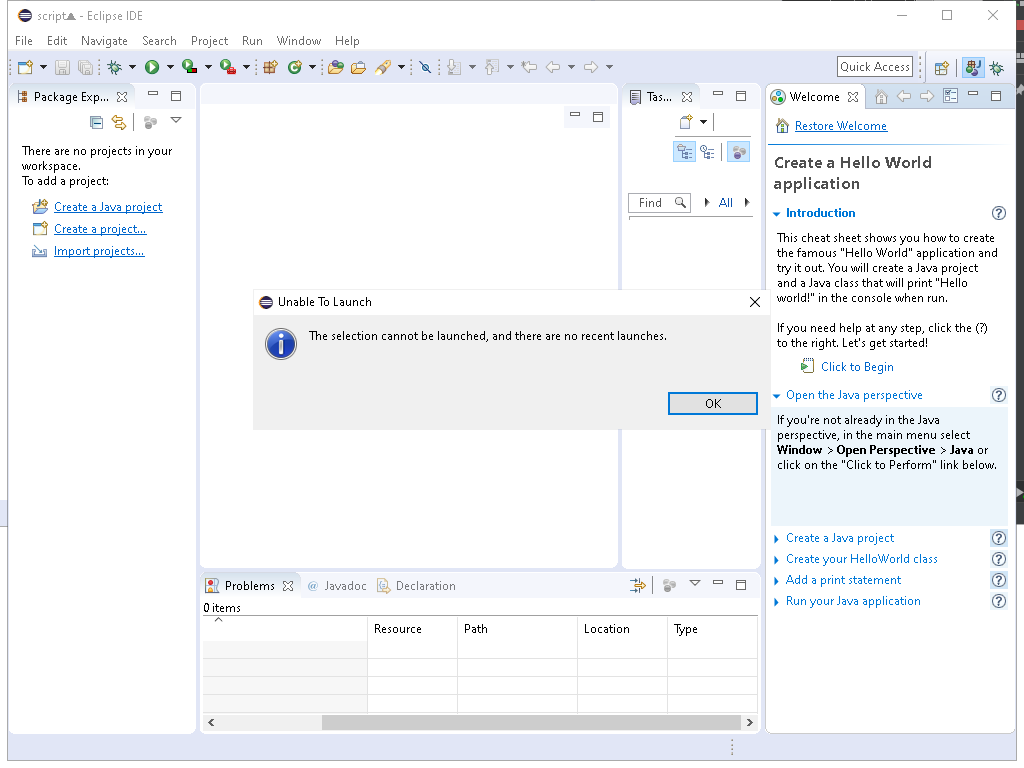 script▲ - Eclipse IDE
File Edit Navigate Search Project Run Window Help
Quick Access
Package Exp...
There are no projects in your
workspace.
To add a project:
Create a Java project
Create a project...
Import projects...
Tas...
Find
All
Unable To Launch
The selection cannot be launched, and there are no recent launches.
OK
Welcome
Restore Welcome
Create a Hello World
application
Introduction
This cheat sheet shows you how to create
the famous "Hello World" application and
try it out. You will create a Java project
and a Java class that will print "Hello
world!" in the console when run.
If you need help at any step, click the (?)
to the right. Let's get started!
Click to Begin
Open the Java perspective
If you're not already in the Java
perspective, in the main menu select
Window > Open Perspective > Java or
click on the "Click to Perform" link below.
Create a Java project
Create your HelloWorld class
Add a print statement
Run your Java application
Problems @ Javadoc Declaration
0 items
Resource Path Location Type